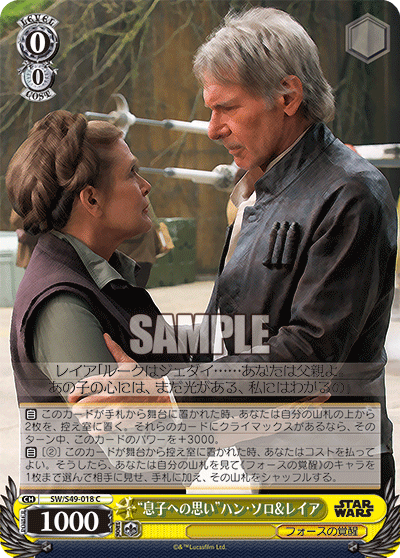 LEVEL
0
0
COST
SAMPLE
レイア「ルークはジェダイ……あなたは父親よ。
あの子の心には、まだ光がある、私にはわかるの」
自 このカードが手札から舞台に置かれた時、あなたは自分の山札の上から
2枚を、控え室に置く。それらのカードにクライマックスがあるなら、その
ターン中、このカードのパワーを+3000。
自 [②] このカードが舞台から控え室に置かれた時、あなたはコストを払って
よい。そうしたら、あなたは自分の山札を見て《フォースの覚醒》のキャラを
1枚まで選んで相手に見せ、手札に加え、その山札をシャッフルする。
CH SW/S49-018 C
1000
“息子への思い”ハン・ソロ&レイア
STAR WARS
フォースの覚醒
©&™Lucasfilm Ltd.